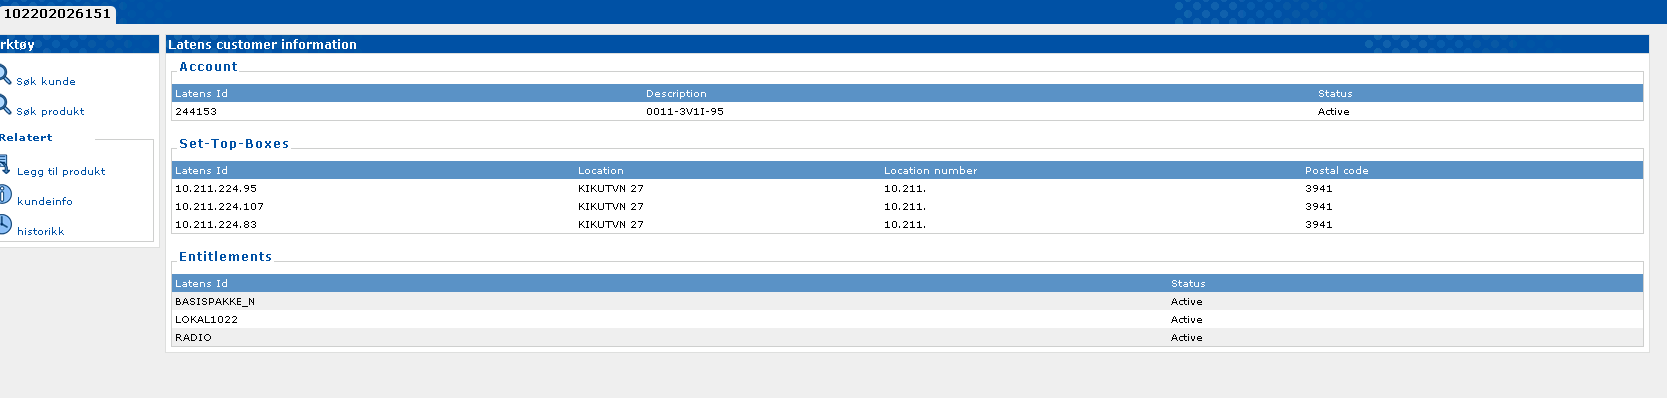 102202026151
rktøy
Søk kunde
Søk produkt
Relatert
Legg til produkt
kundeinfo
historikk
Latens customer information
Account
Latens Id Description Status
244153 0011-3V1I-95 Active
Set-Top-Boxes
Latens Id Location Location number Postal code
10.211.224.95 KIKUTVN 27 10.211. 3941
10.211.224.107 KIKUTVN 27 10.211. 3941
10.211.224.83 KIKUTVN 27 10.211. 3941
Entitlements
Latens Id Status
BASISPAKKE_N Active
LOKAL1022 Active
RADIO Active